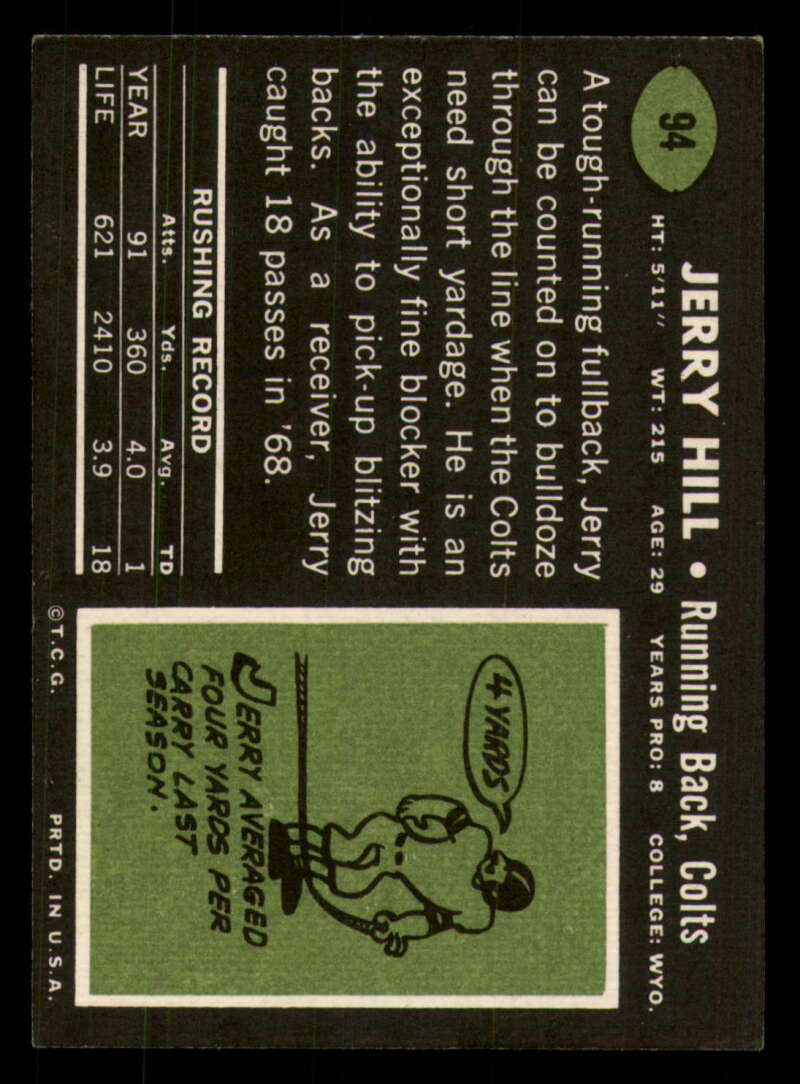 94
JERRY HILL • Running Back, Colts
HT: 5'11" WT: 215 AGE: 29 YEARS PRO: 8 COLLEGE: WYO.
A tough-running fullback, Jerry
can be counted on to bulldoze
through the line when the Colts
need short yardage. He is an
exceptionally fine blocker with
the ability to pick-up blitzing
backs. As a receiver, Jerry
caught 18 passes in '68.
RUSHING RECORD
Atts. Yds. Avg. TD
YEAR 91 360 4.0 1
LIFE 621 2410 3.9 18
4 YARDS
JERRY AVERAGED
FOUR YARDS PER
CARRY LAST
SEASON.
©T.C.G. PRTD. IN U.S.A.